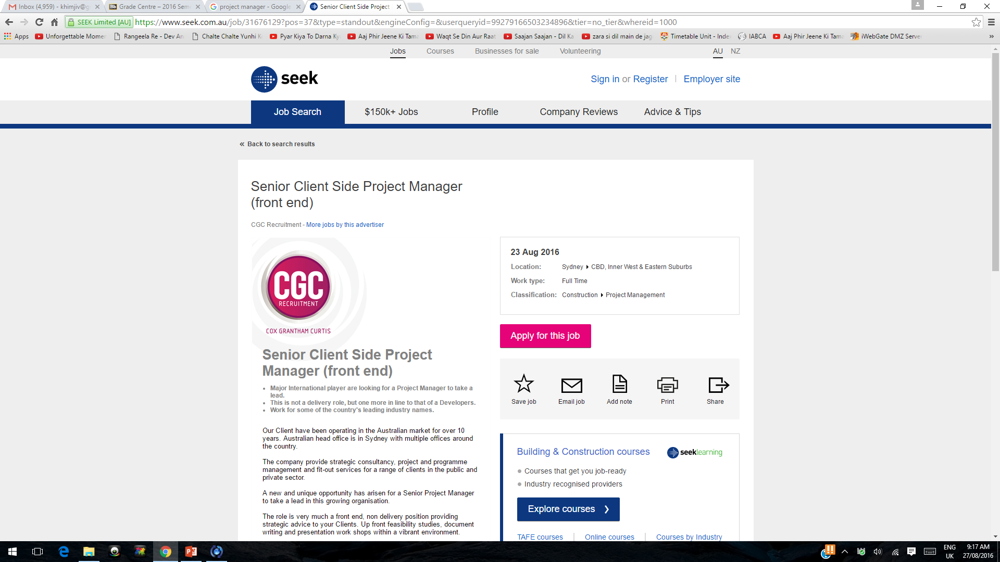 Inbox (4,959) - khimjiv@g
Grade Centre – 2016 Sem
project manager - Google
Senior Client Side Project
SEEK Limited [AU] https://www.seek.com.au/job/31676129?pos=37&type=standout&engineConfig=&userqueryid=99279166503234896&tier=no_tier&whereid=1000
Apps Unforgettable Momen Rangeela Re - Dev An Chalte Chalte Yunhi K Pyar Kiya To Darna Ky Aaj Phir Jeene Ki Tama Waqt Se Din Aur Raat Saajan Saajan - Dil Ka zara si dil main de jag Timetable Unit - Inde IABCA Aaj Phir Jeene Ki Tama iWebGate DMZ Server »
Jobs Courses Businesses for sale Volunteering AU NZ
seek
Sign in or Register Employer site
Job Search $150k+ Jobs Profile Company Reviews Advice & Tips
« Back to search results
Senior Client Side Project Manager
(front end)
CGC Recruitment - More jobs by this advertiser
CGC
RECRUITMENT
COX GRANTHAM CURTIS
Senior Client Side Project
Manager (front end)
• Major International player are looking for a Project Manager to take a
lead.
• This is not a delivery role, but one more in line to that of a Developers.
• Work for some of the country's leading industry names.
Our Client have been operating in the Australian market for over 10
years. Australian head office is in Sydney with multiple offices around
the country.
The company provide strategic consultancy, project and programme
management and fit-out services for a range of clients in the public and
private sector.
A new and unique opportunity has arisen for a Senior Project Manager
to take a lead in this growing organisation.
The role is very much a front end, non delivery position providing
strategic advice to your Clients. Up front feasibility studies, document
writing and presentation work shops within a vibrant environment.
23 Aug 2016
Location: Sydney CBD, Inner West & Eastern Suburbs
Work type: Full Time
Classification: Construction Project Management
Apply for this job
Save job Email job Add note Print Share
Building & Construction courses seeklearning
Courses that get you job-ready
Industry recognised providers
Explore courses
TAFE courses Online courses Courses by Industry
ENG 9:17 AM
UK 27/08/2016